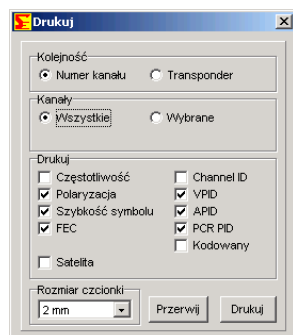 Drukuj
Kolejność
Numer kanału Transponder
Kanały
Wszystkie Wybrane
Drukuj
Częstotliwość Channel ID
Polaryzacja VPID
Szybkość symbolu APID
FEC PCR PID
Kodowany
Satelita
Rozmiar czcionki
2 mm Przerwij Drukuj